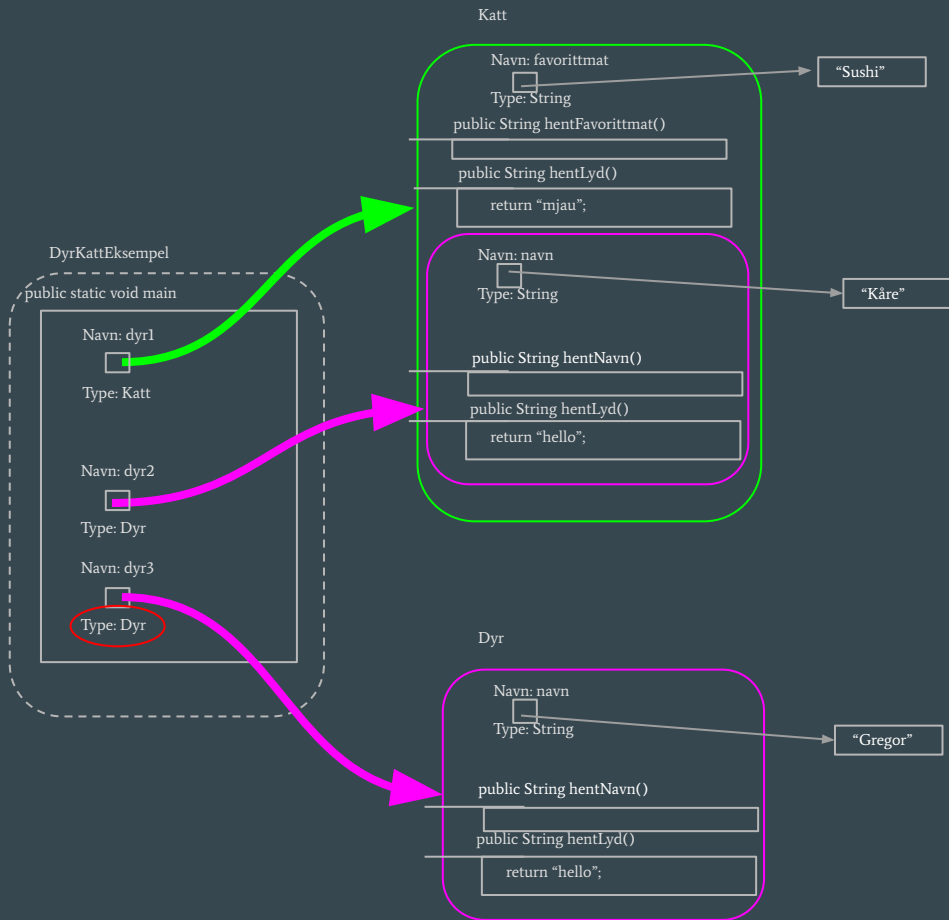 Katt
Navn: favorittmat
Type: String
“Sushi”
public String hentFavorittmat()
public String hentLyd()
return “mjau”;
Navn: navn
Type: String
“Kåre”
public String hentNavn()
public String hentLyd()
return “hello”;
DyrKattEksempel
public static void main
Navn: dyr1
Type: Katt
Navn: dyr2
Type: Dyr
Navn: dyr3
Type: Dyr
Dyr
Navn: navn
Type: String
“Gregor”
public String hentNavn()
public String hentLyd()
return “hello”;